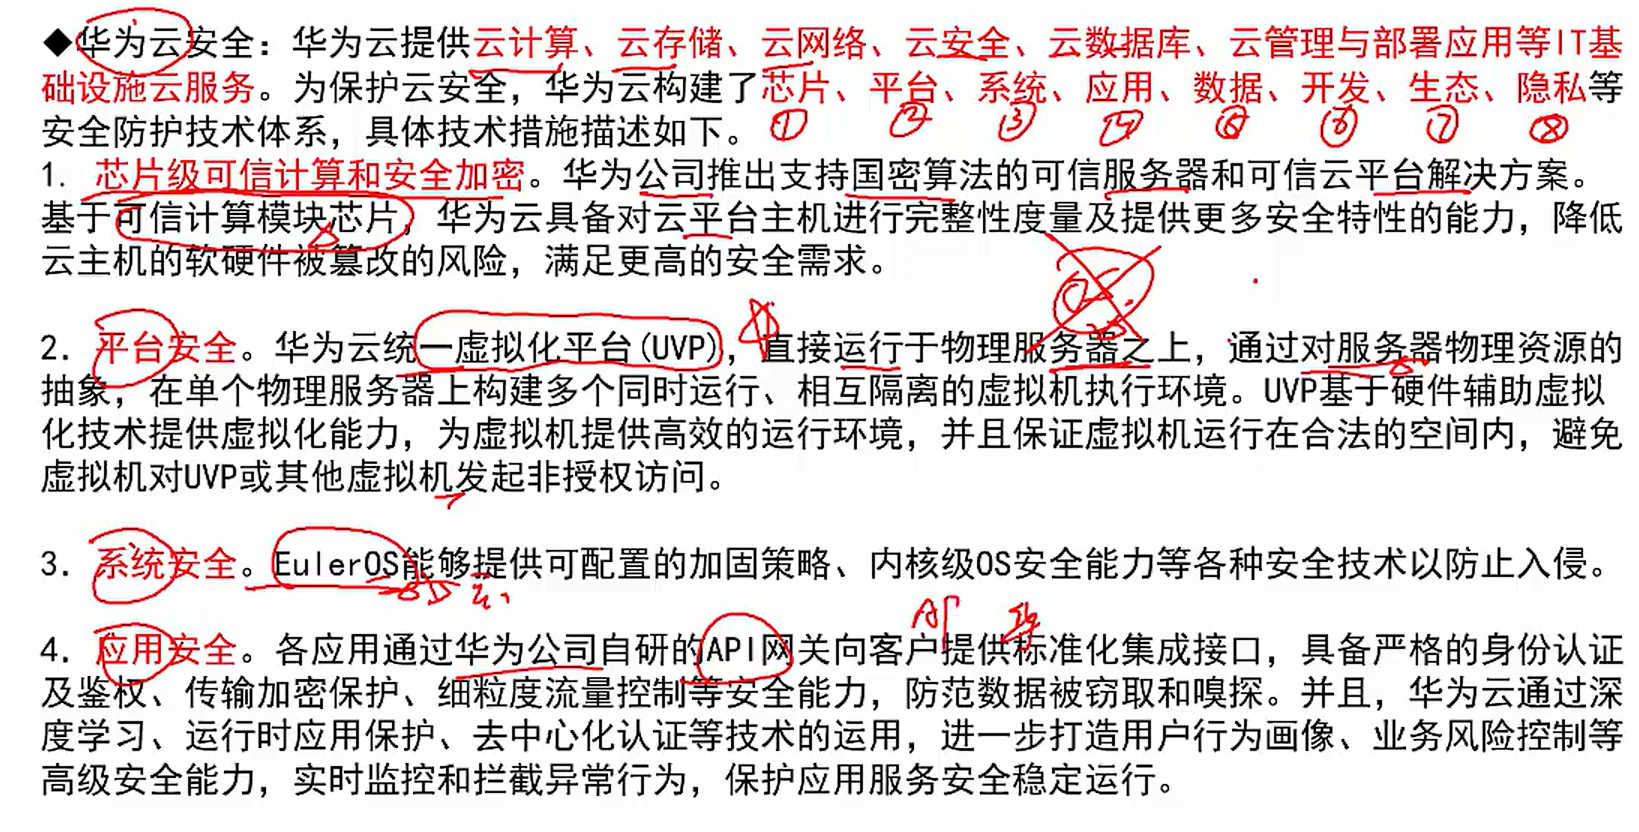 ◆华为云安全：华为云提供云计算、云存储、云网络、云安全、云数据库、云管理与部署应用等IT基
础设施云服务。为保护云安全，华为云构建了芯片、平台、系统、应用、数据、开发、生态、隐私等
安全防护技术体系，具体技术措施描述如下。
① ② ③ ④ ⑤ ⑥ ⑦ ⑧
1. 芯片级可信计算和安全加密。华为公司推出支持国密算法的可信服务器和可信云平台解决方案。
基于可信计算模块芯片，华为云具备对云平台主机进行完整性度量及提供更多安全特性的能力，降低
云主机的软硬件被篡改的风险，满足更高的安全需求。
2. 平台安全。华为云统一虚拟化平台(UVP)，直接运行于物理服务器之上，通过对服务器物理资源的
抽象，在单个物理服务器上构建多个同时运行、相互隔离的虚拟机执行环境。UVP基于硬件辅助虚拟
化技术提供虚拟化能力，为虚拟机提供高效的运行环境，并且保证虚拟机运行在合法的空间内，避免
虚拟机对UVP或其他虚拟机发起非授权访问。
3. 系统安全。EulerOS能够提供可配置的加固策略、内核级OS安全能力等各种安全技术以防止入侵。
4. 应用安全。各应用通过华为公司自研的API网关向客户提供标准化集成接口，具备严格的身份认证
及鉴权、传输加密保护、细粒度流量控制等安全能力，防范数据被窃取和嗅探。并且，华为云通过深
度学习、运行时应用保护、去中心化认证等技术的运用，进一步打造用户行为画像、业务风险控制等
高级安全能力，实时监控和拦截异常行为，保护应用服务安全稳定运行。